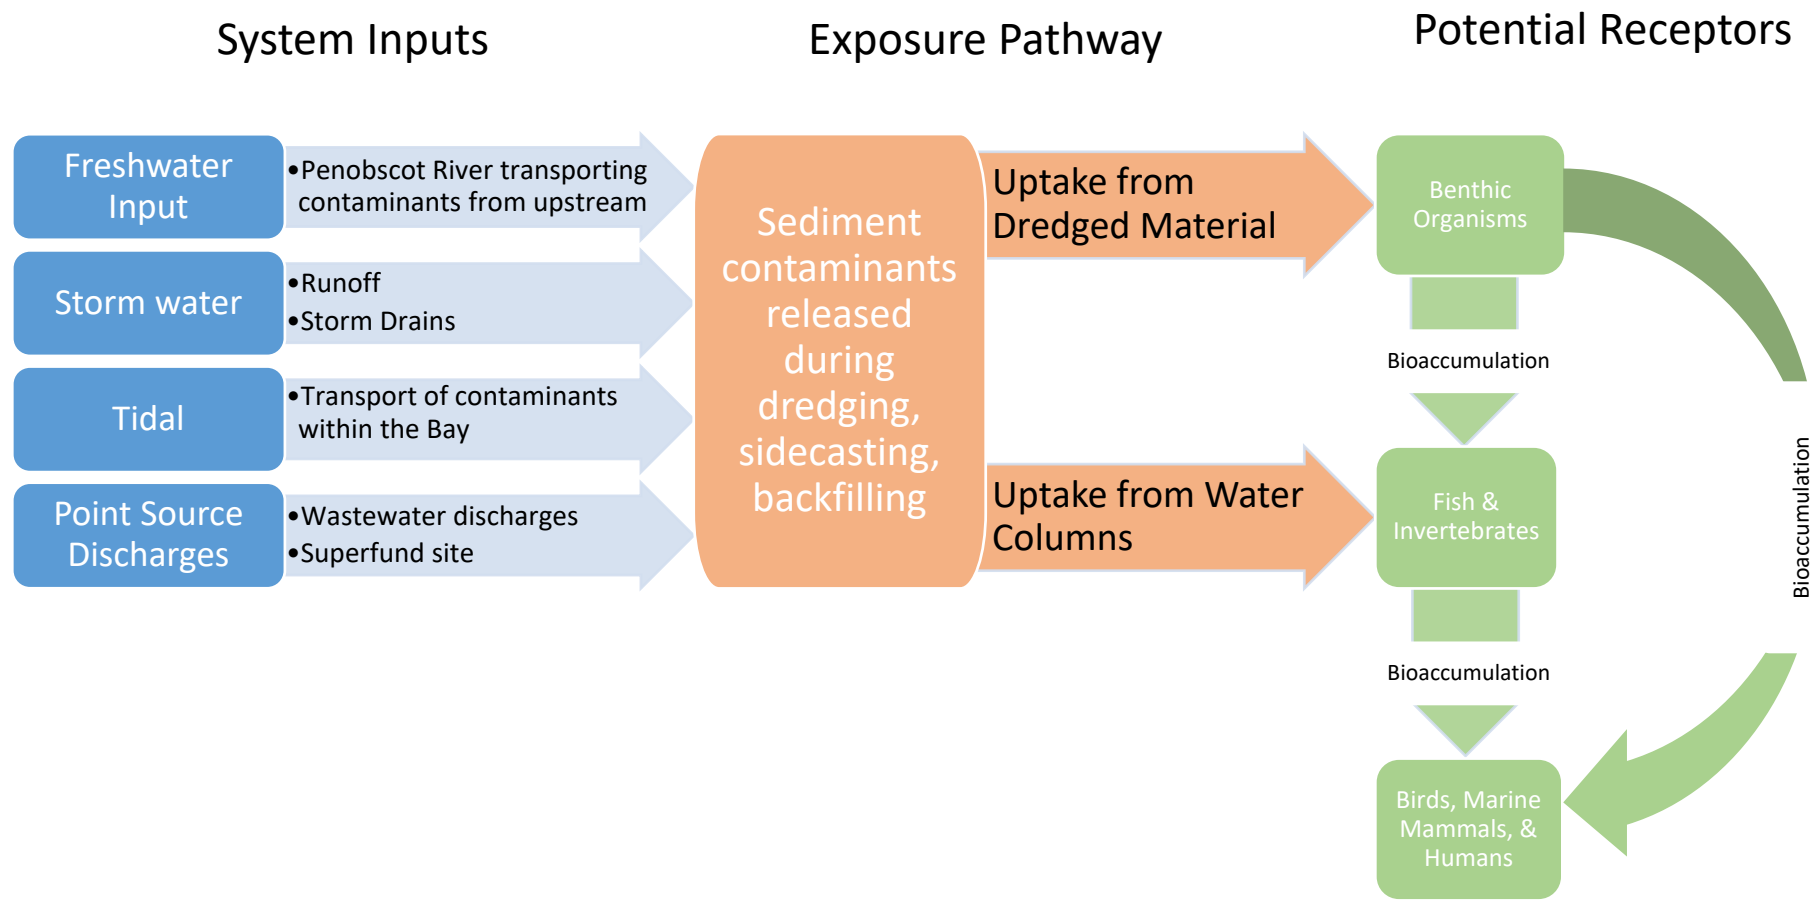 System Inputs
Exposure Pathway
Potential Receptors
Freshwater
Input
•Penobscot River transporting
contaminants from upstream
Storm water
•Runoff
•Storm Drains
Tidal
•Transport of contaminants
within the Bay
Point Source
Discharges
•Wastewater discharges
•Superfund site
Sediment
contaminants
released
during
dredging,
sidecasting,
backfilling
Uptake from
Dredged Material
Uptake from Water
Columns
Benthic
Organisms
Bioaccumulation
Fish &
Invertebrates
Bioaccumulation
Birds, Marine
Mammals, &
Humans
Bioaccumulation